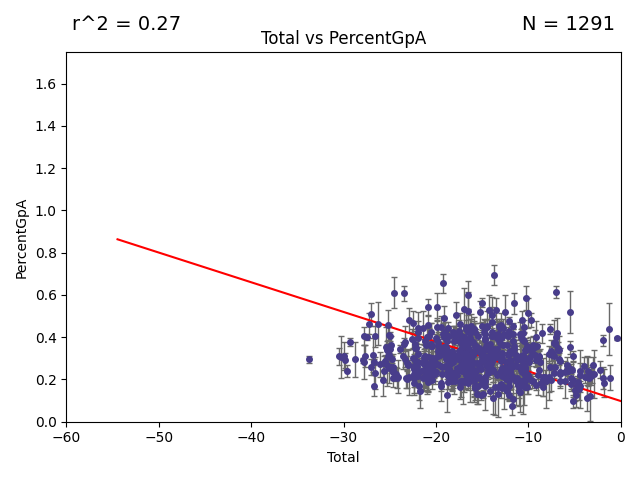 r^2 = 0.27 N = 1291
Total vs PercentGpA
1.6
1.4
1.2
1.0
0.8
0.6
0.4
0.2
0.0
PercentGpA
−60 −50 −40 −30 −20 −10 0
Total